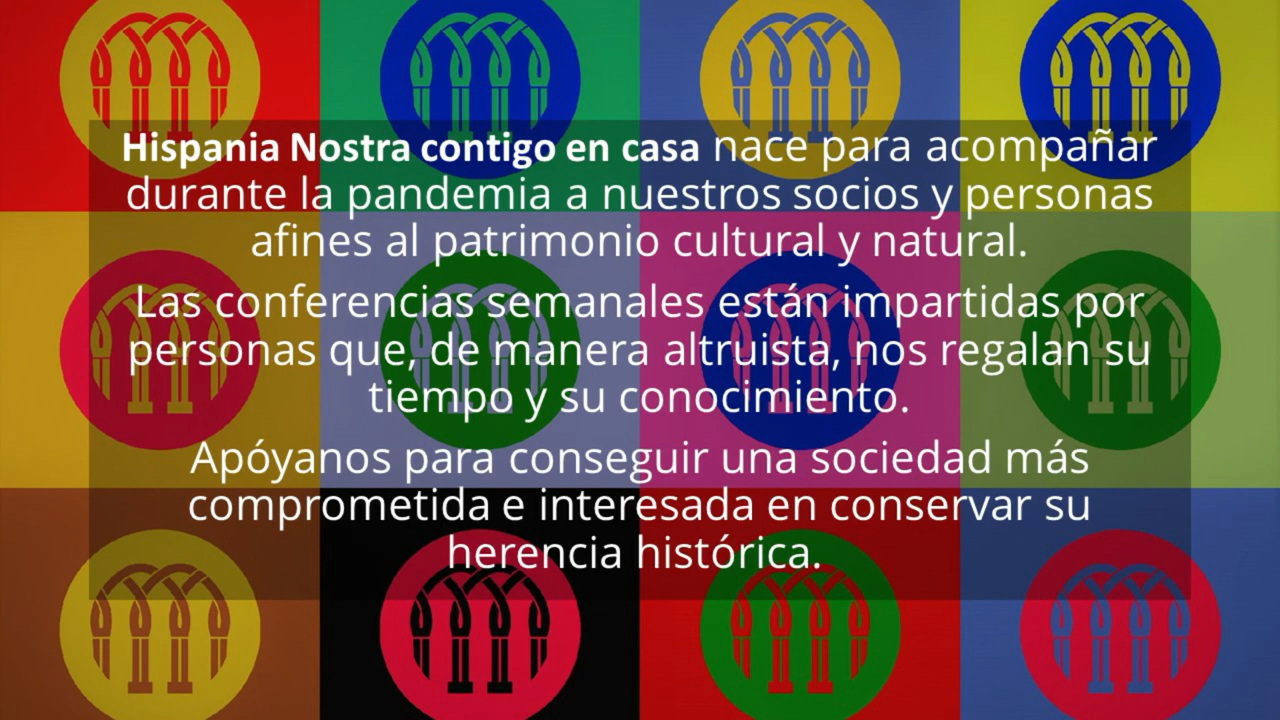 Hispania Nostra contigo en casa nace para acompañar
durante la pandemia a nuestros socios y personas
afines al patrimonio cultural y natural.
Las conferencias semanales están impartidas por
personas que, de manera altruista, nos regalan su
tiempo y su conocimiento.
Apóyanos para conseguir una sociedad más
comprometida e interesada en conservar su
herencia histórica.